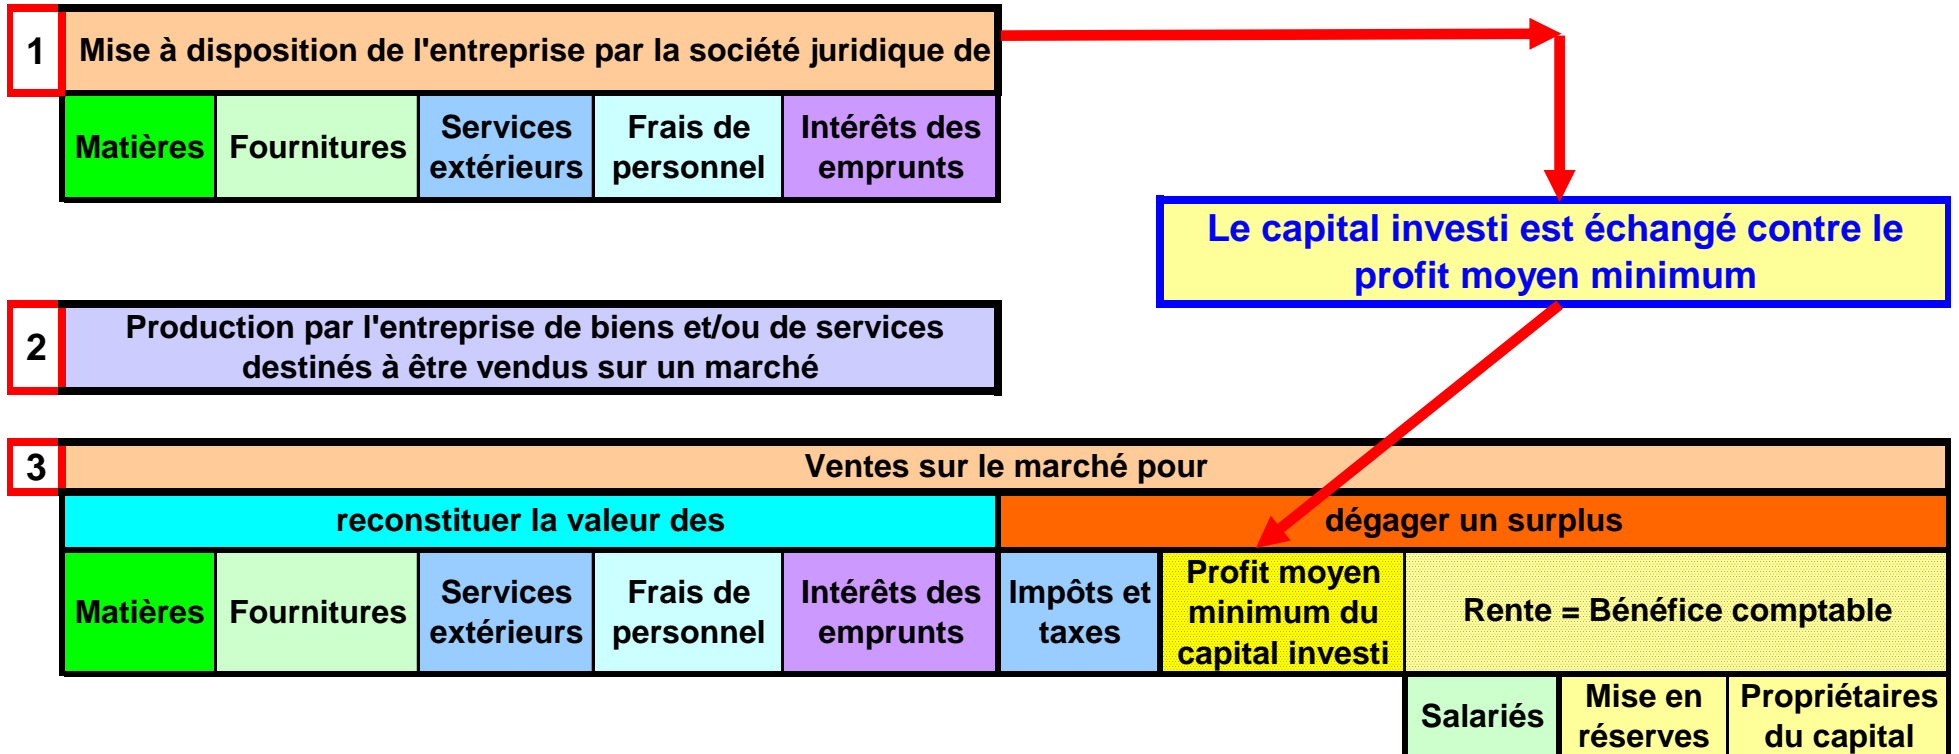 1
Mise à disposition de l'entreprise par la société juridique de
Matières
Fournitures
Services
extérieurs
Frais de
personnel
Intérêts des
emprunts
Le capital investi est échangé contre le
profit moyen minimum
2
Production par l'entreprise de biens et/ou de services
destinés à être vendus sur un marché
3
Ventes sur le marché pour
reconstituer la valeur des
dégager un surplus
Matières
Fournitures
Services
extérieurs
Frais de
personnel
Intérêts des
emprunts
Impôts et
taxes
Profit moyen
minimum du
capital investi
Rente = Bénéfice comptable
Salariés
Mise en
réserves
Propriétaires
du capital